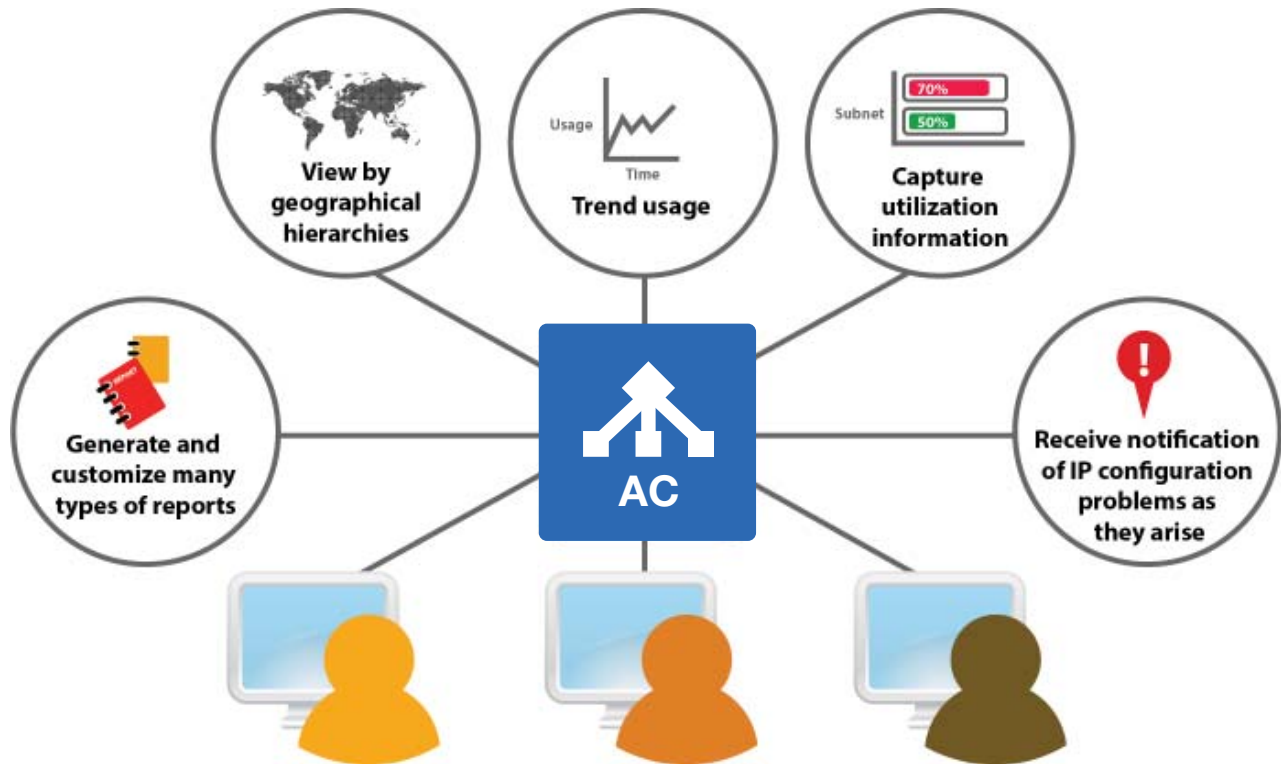 View by
geographical
hierarchies
Usage
Time
Trend usage
Subnet
70%
50%
Capture
utilization
information
REPORT
Generate and
customize many
types of reports
AC
!
Receive notification
of IP configuration
problems as
they arise